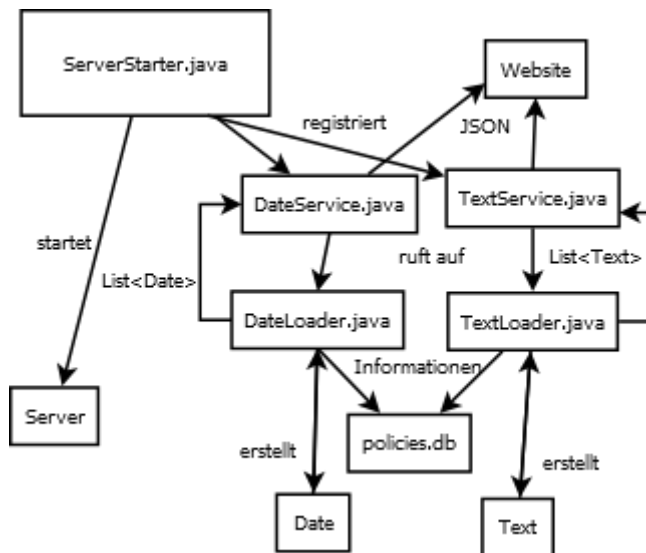 ServerStarter.java
Website
registriert
JSON
DateService.java
TextService.java
startet
ruft auf
List<Text>
List<Date>
DateLoader.java
TextLoader.java
Informationen
Server
policies.db
erstellt
erstellt
Date
Text